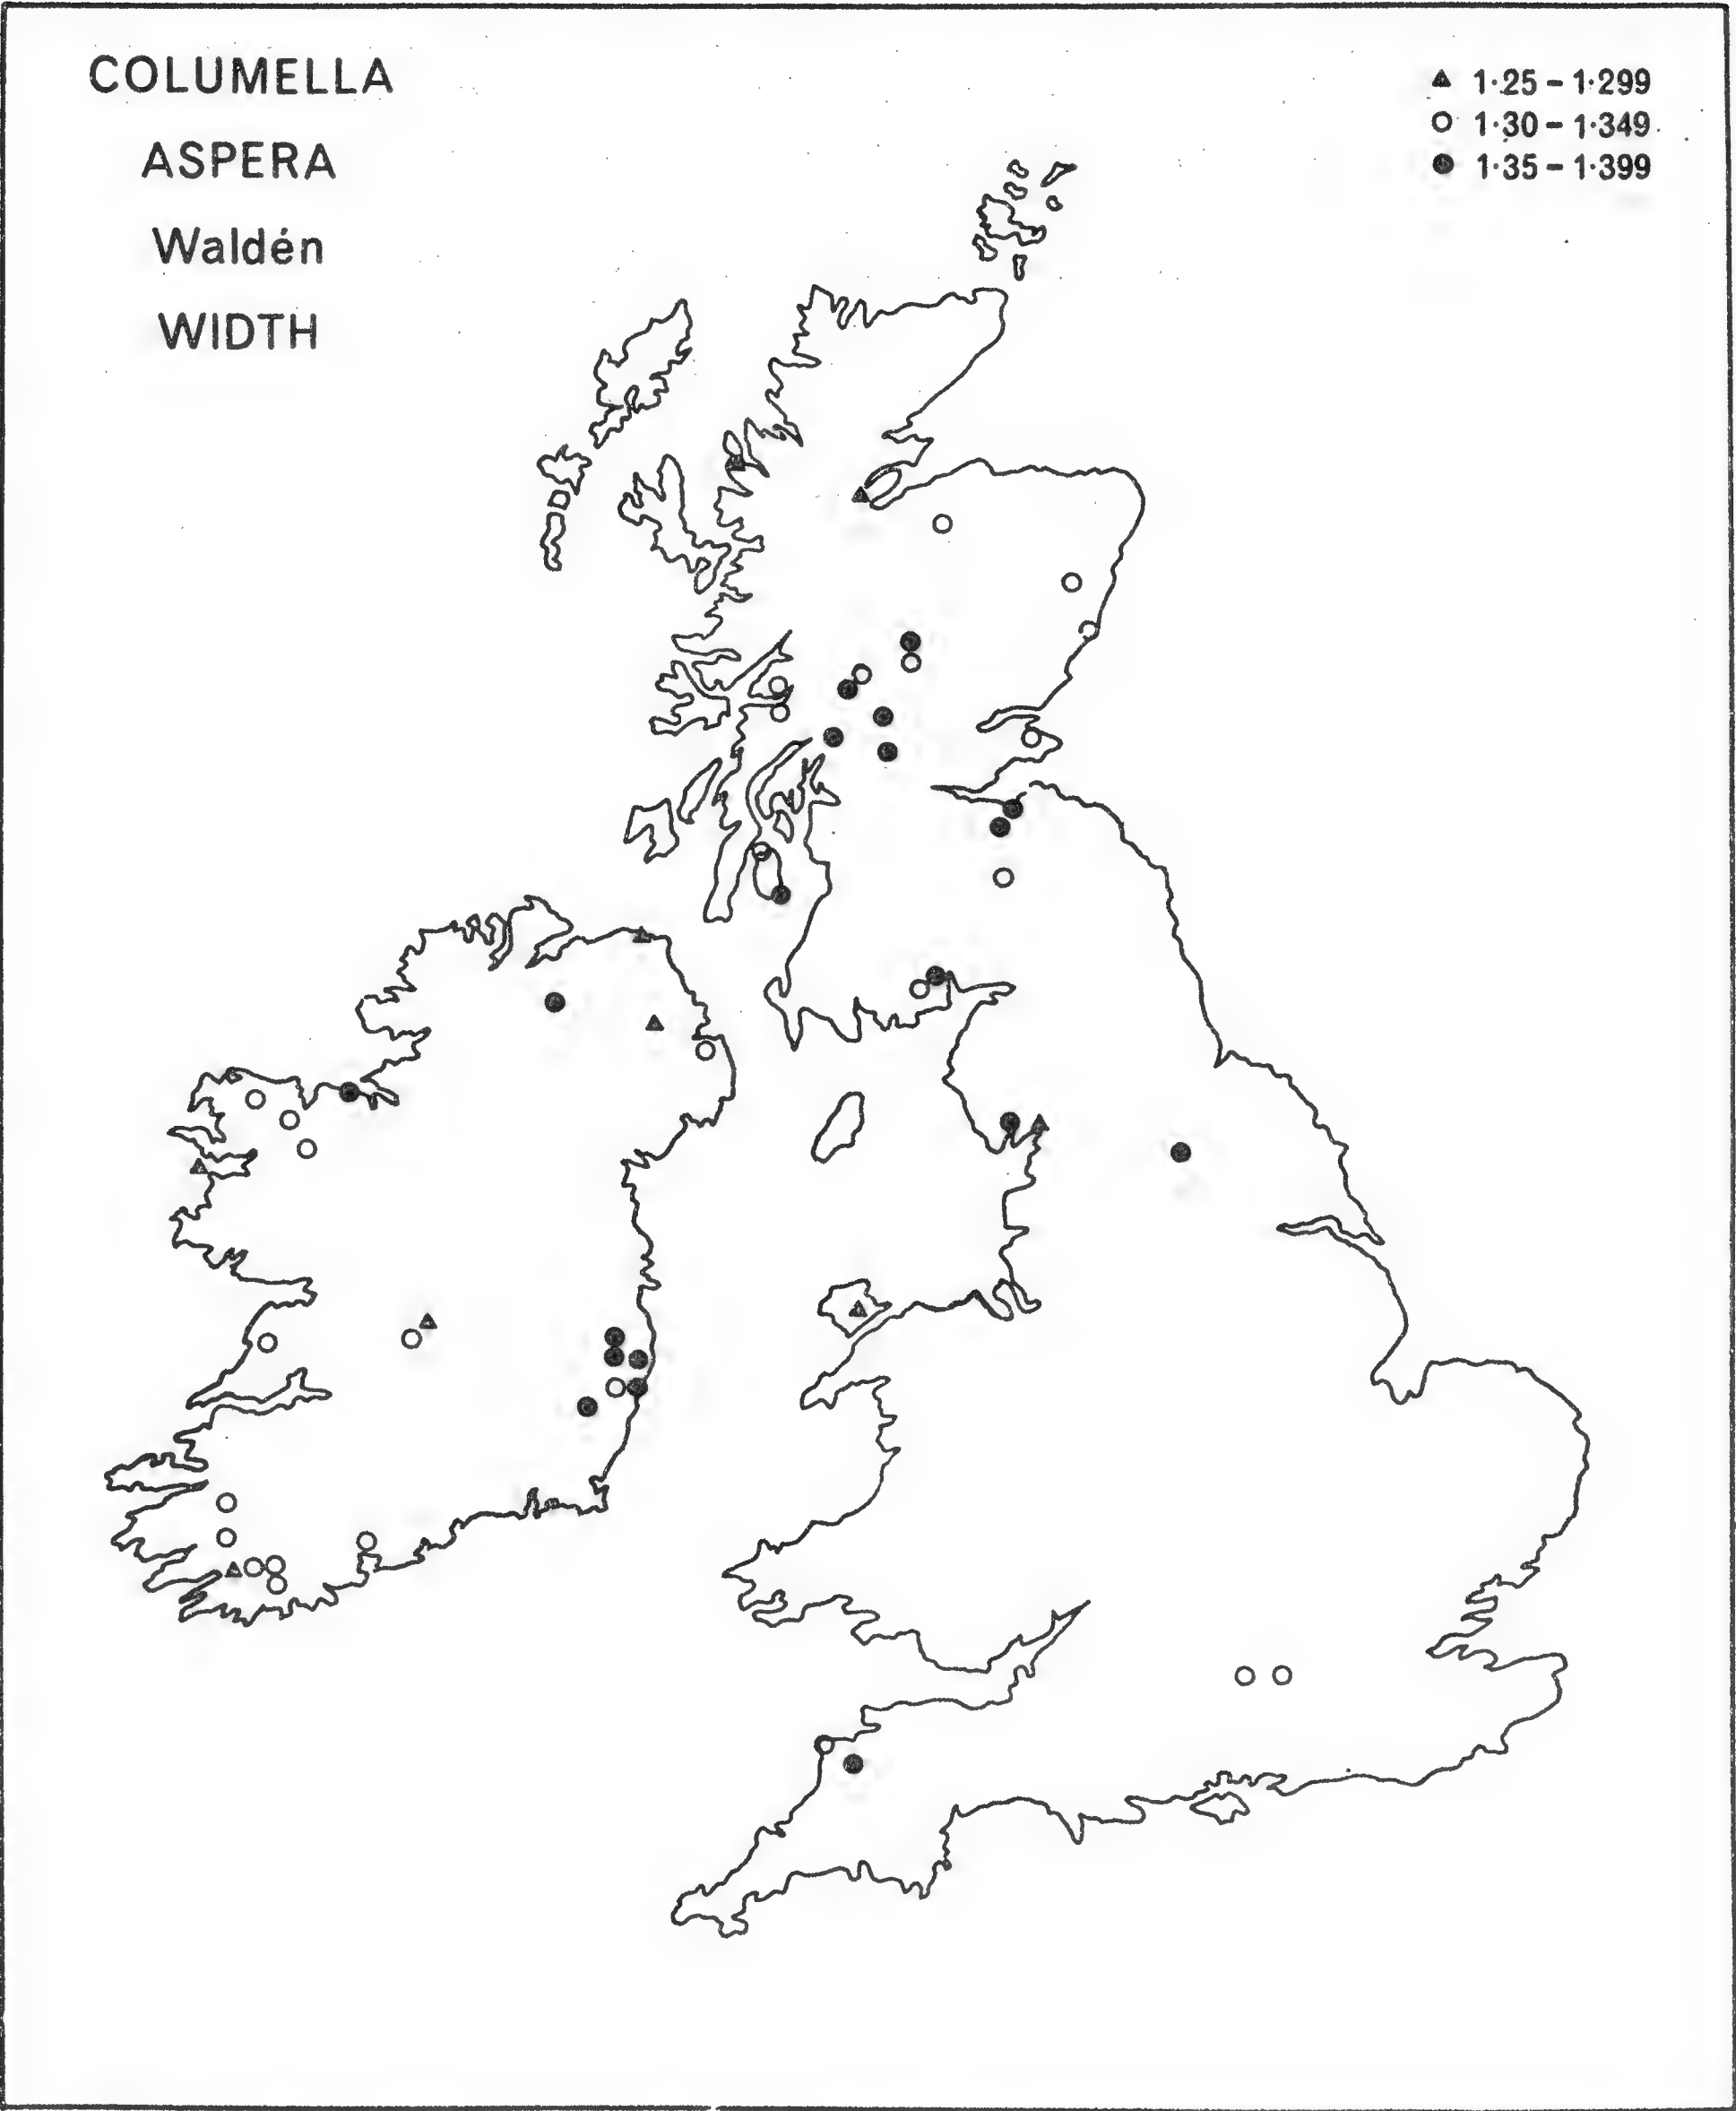 COLUMELLA
ASPERA
Waldén
WIDTH
▲ 1·25 – 1·299
○ 1·30 – 1·349
● 1·35 – 1·399